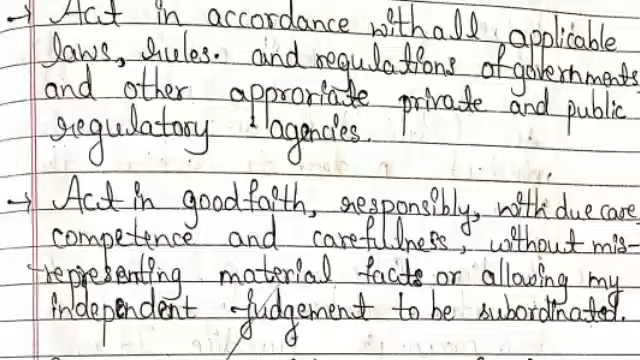 → Act in accordance with all applicable
laws, rules. and regulations of governments
and other approriate private and public
regulatory agencies.
→ Act in good faith, responsibly, with due care,
competence and carefulness, without mis-
representing material facts or allowing my
independent judgement to be subordinated.